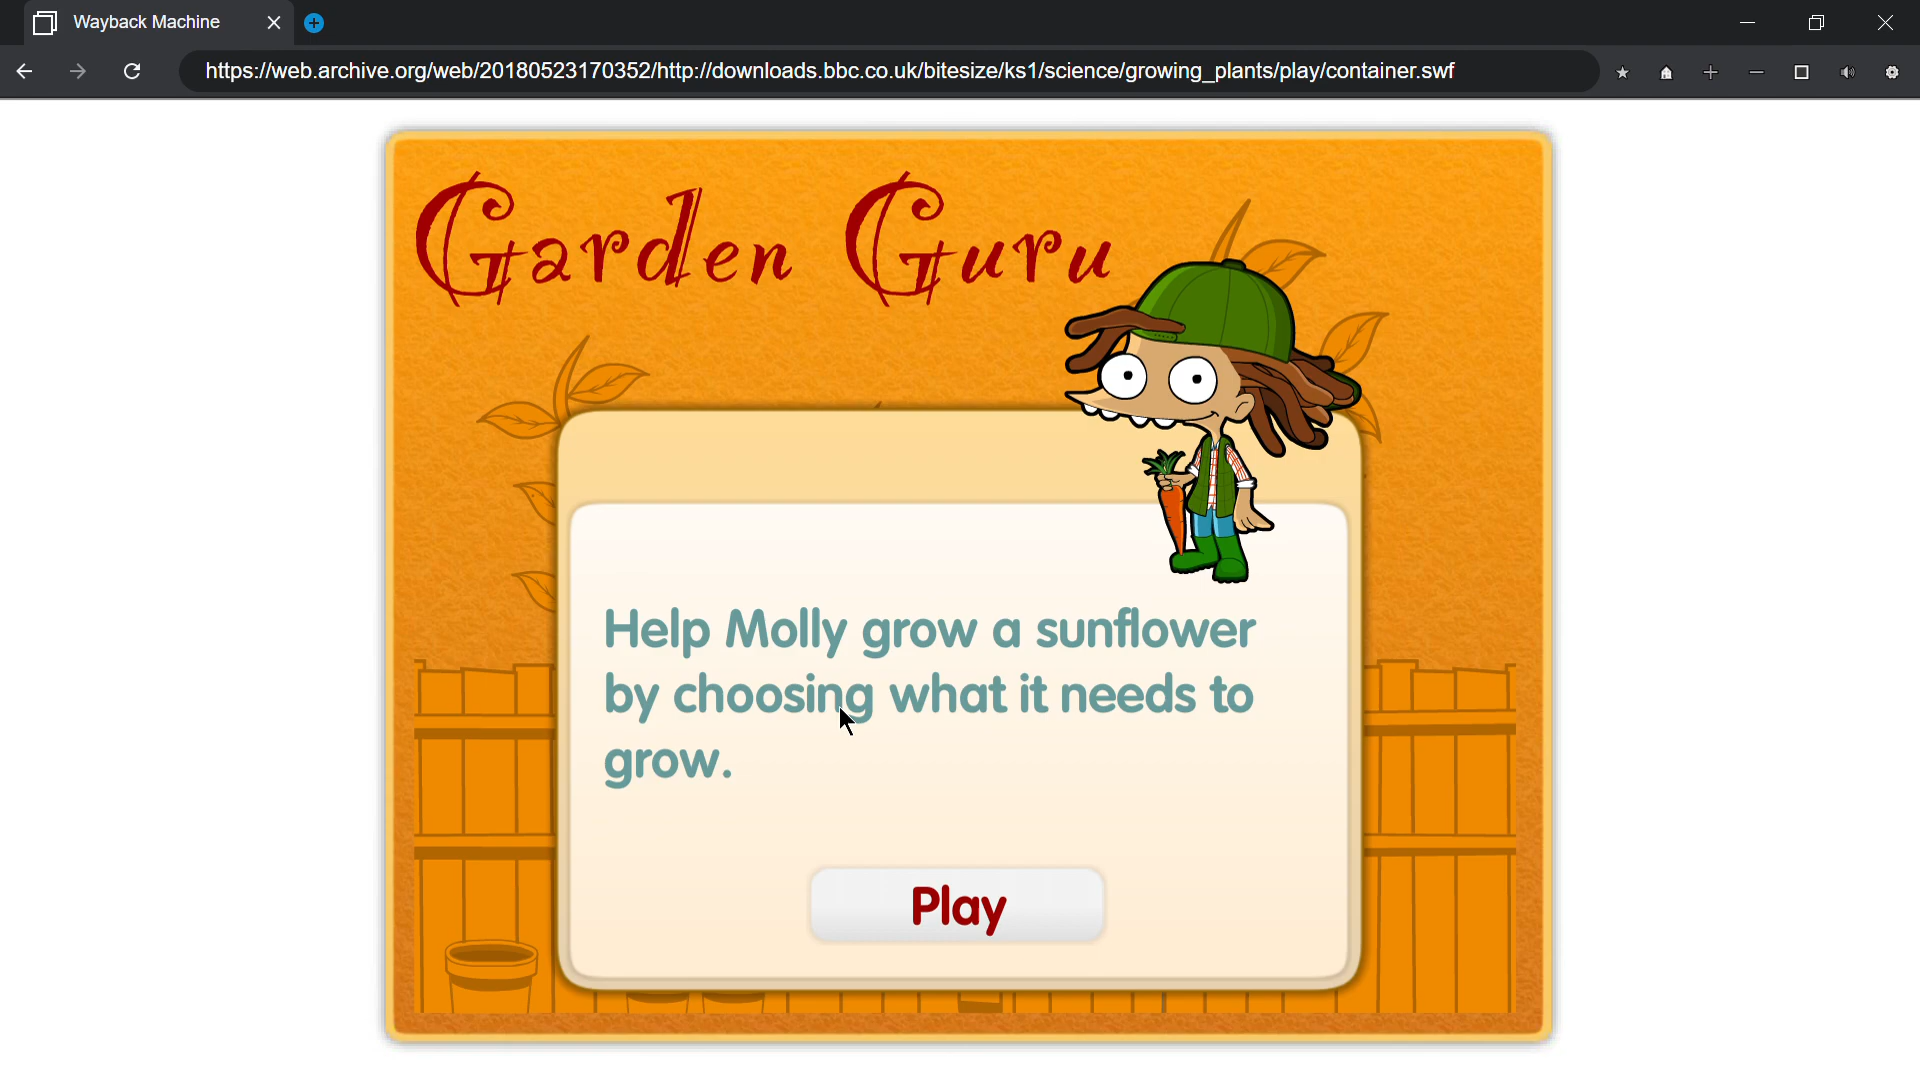 Wayback Machine
https://web.archive.org/web/20180523170352/http://downloads.bbc.co.uk/bitesize/ks1/science/growing_plants/play/container.swf
Garden Guru
Help Molly grow a sunflower
by choosing what it needs to
grow.
Play